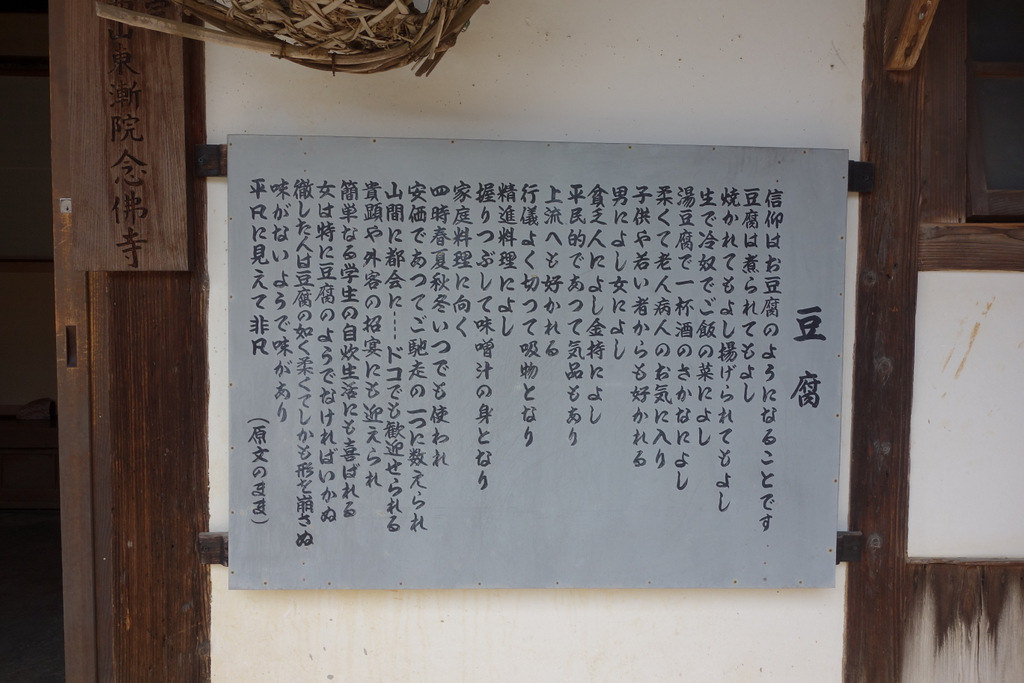 豆腐
信仰はお豆腐のようになることです
豆腐は煮られてもよし
焼かれてもよし揚げられてもよし
生で冷奴でご飯の菜によし
湯豆腐で一杯酒のさかなによし
柔くて老人病人のお気に入り
子供や若い者からも好かれる
男によし女によし
貧乏人によし金持によし
平民的であつて気品もあり
上流へも好かれる
行儀よく切つて吸物となり
精進料理によし
握りつぶして味噌汁の身となり
家庭料理に向く
四時春夏秋冬いつでも使われ
安価であつてご馳走の一つに数えられ
山間に都会に…ドコでも歓迎せられる
貴顕や外客の招宴にも迎えられ
簡単なる学生の自炊生活にも喜ばれる
女は特に豆腐のようでなければいかぬ
徹した人は豆腐の如く柔くてしかも形を崩さぬ
味がないようで味があり
平凡に見えて非凡
(原文のまま)
山東漸院念佛寺